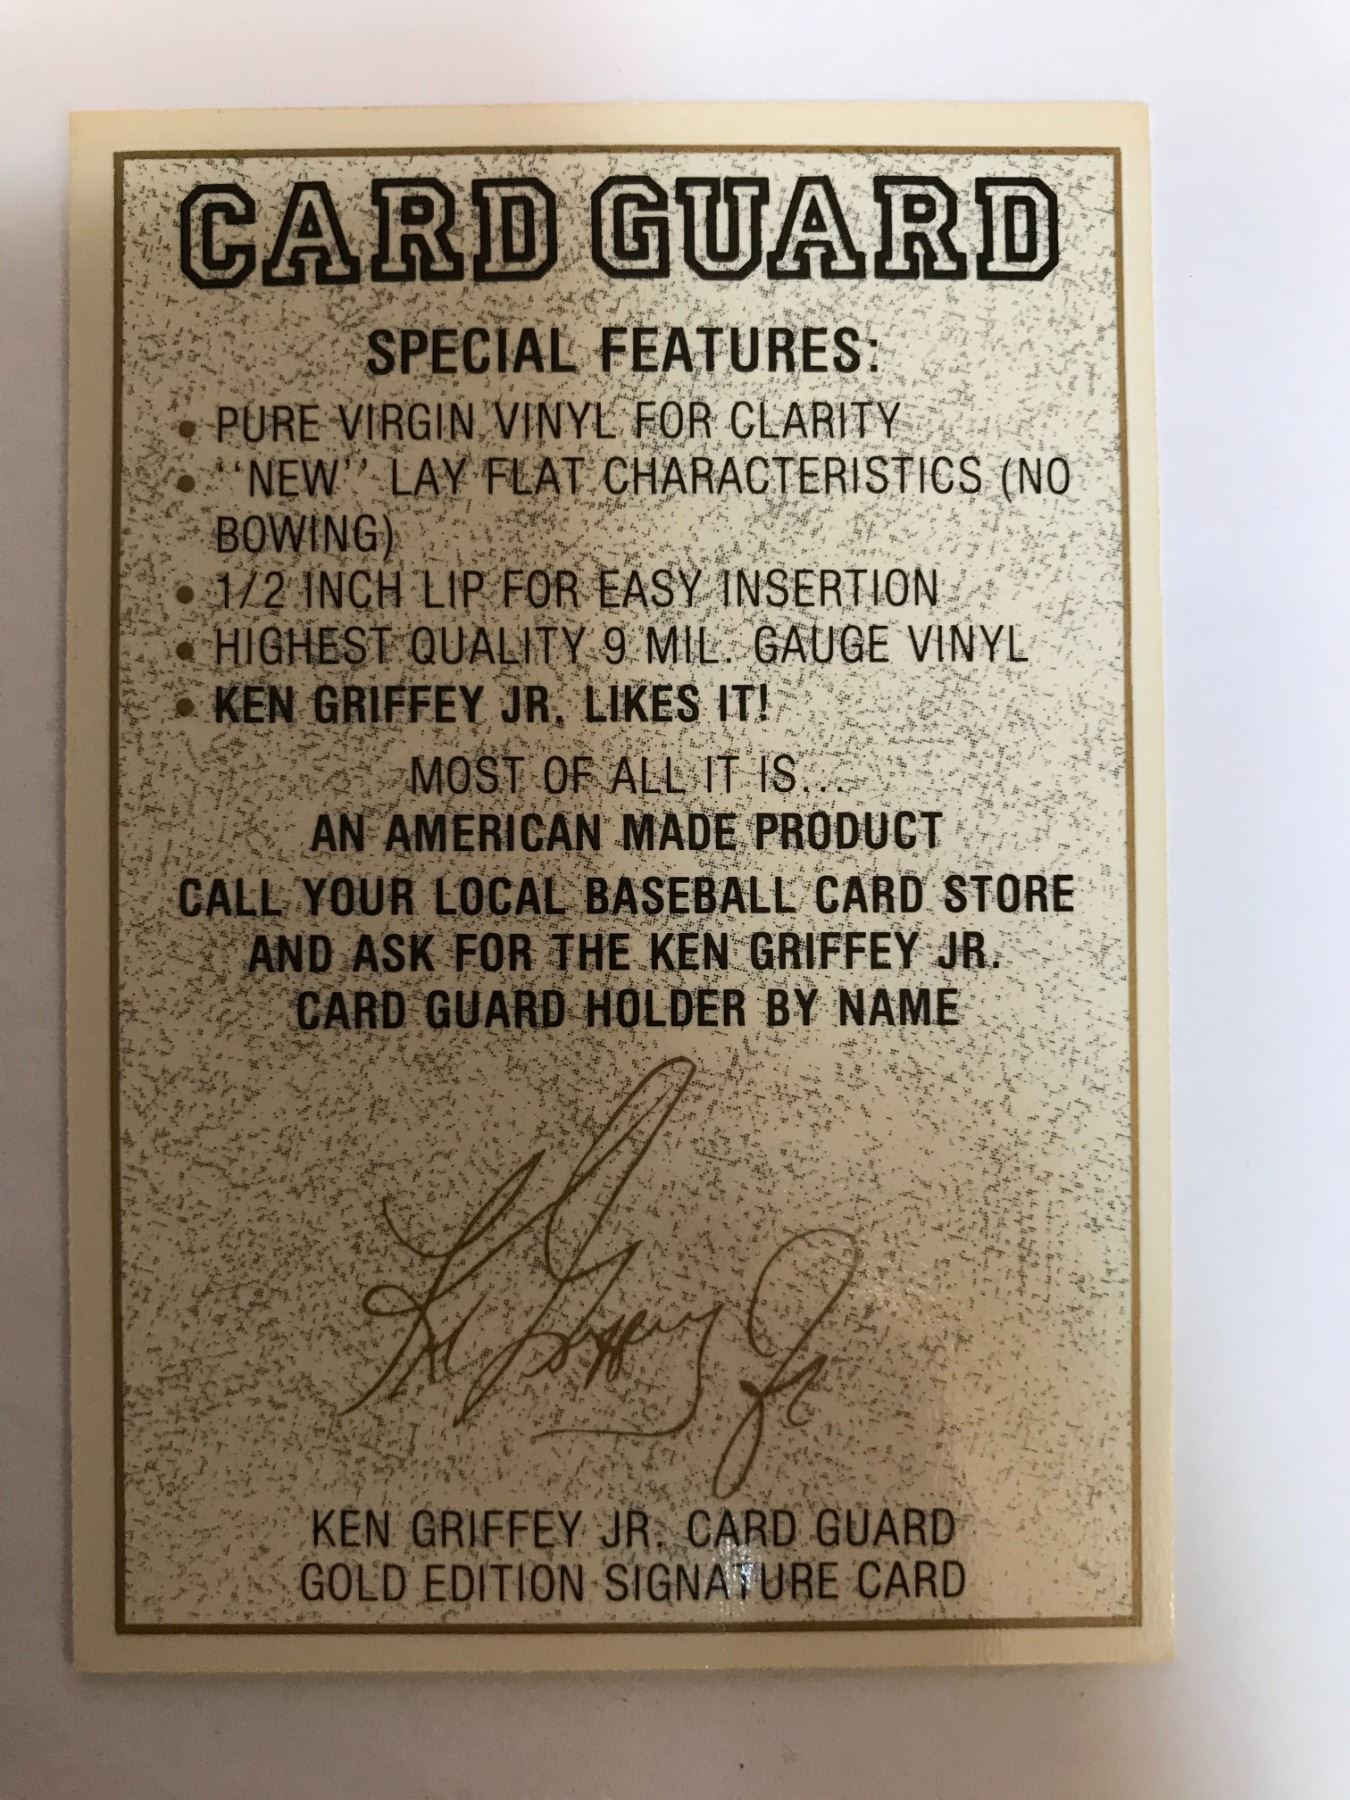 CARD GUARD
SPECIAL FEATURES:
• PURE VIRGIN VINYL FOR CLARITY
• ‘‘NEW’’ LAY FLAT CHARACTERISTICS (NO
BOWING)
• 1/2 INCH LIP FOR EASY INSERTION
• HIGHEST QUALITY 9 MIL. GAUGE VINYL
• KEN GRIFFEY JR. LIKES IT!
MOST OF ALL IT IS...
AN AMERICAN MADE PRODUCT
CALL YOUR LOCAL BASEBALL CARD STORE
AND ASK FOR THE KEN GRIFFEY JR.
CARD GUARD HOLDER BY NAME
Ken Griffey Jr
KEN GRIFFEY JR. CARD GUARD
GOLD EDITION SIGNATURE CARD